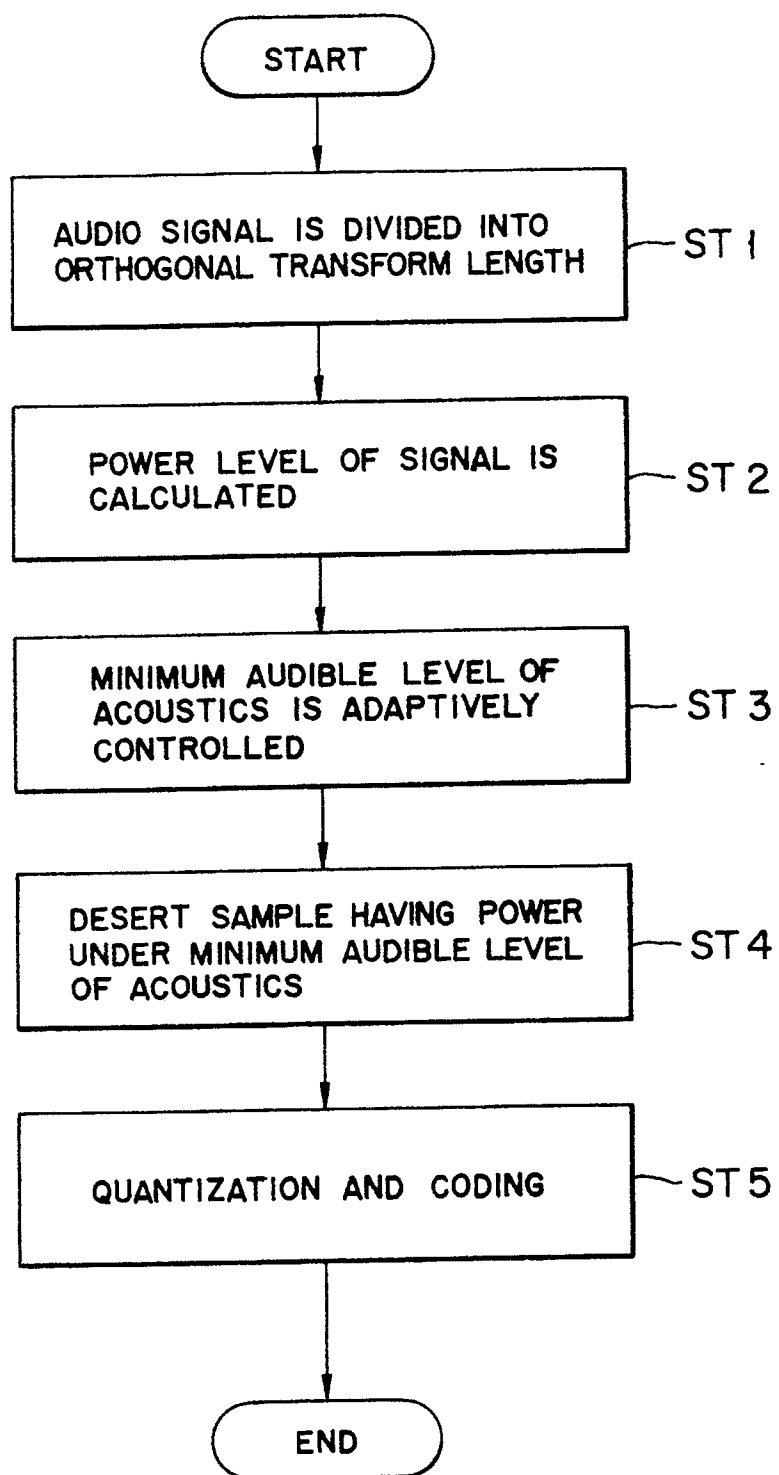 START
AUDIO SIGNAL IS DIVIDED INTO
ORTHOGONAL TRANSFORM LENGTH
ST 1
POWER LEVEL OF SIGNAL IS
CALCULATED
ST 2
MINIMUM AUDIBLE LEVEL OF
ACOUSTICS IS ADAPTIVELY
CONTROLLED
ST 3
DESERT SAMPLE HAVING POWER
UNDER MINIMUM AUDIBLE LEVEL
OF ACOUSTICS
ST 4
QUANTIZATION AND CODING
ST 5
END